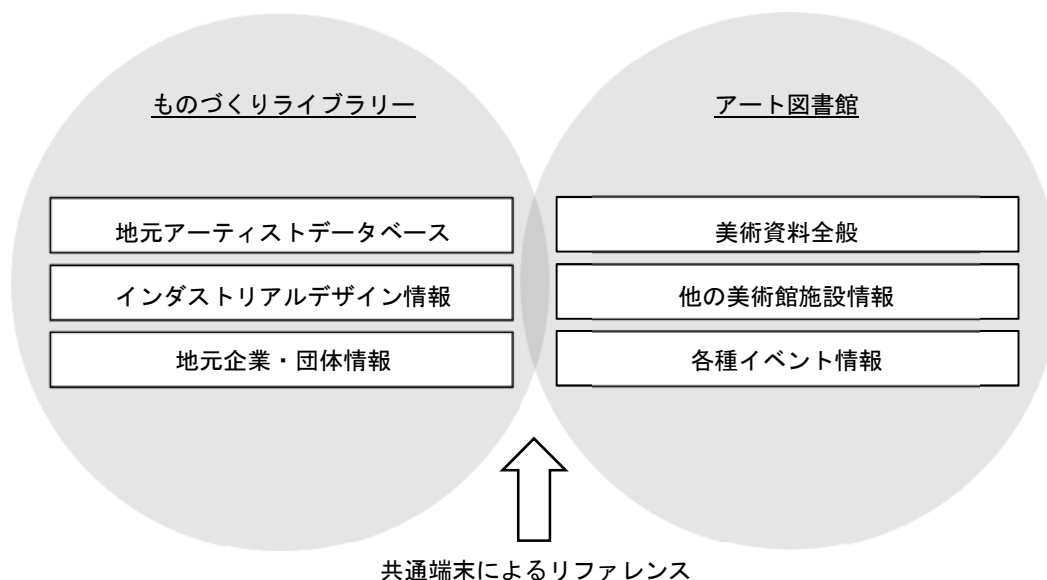 ものづくりライブラリー
地元アーティストデータベース
インダストリアルデザイン情報
地元企業・団体情報
アート図書館
美術資料全般
他の美術館施設情報
各種イベント情報
共通端末によるリファレンス